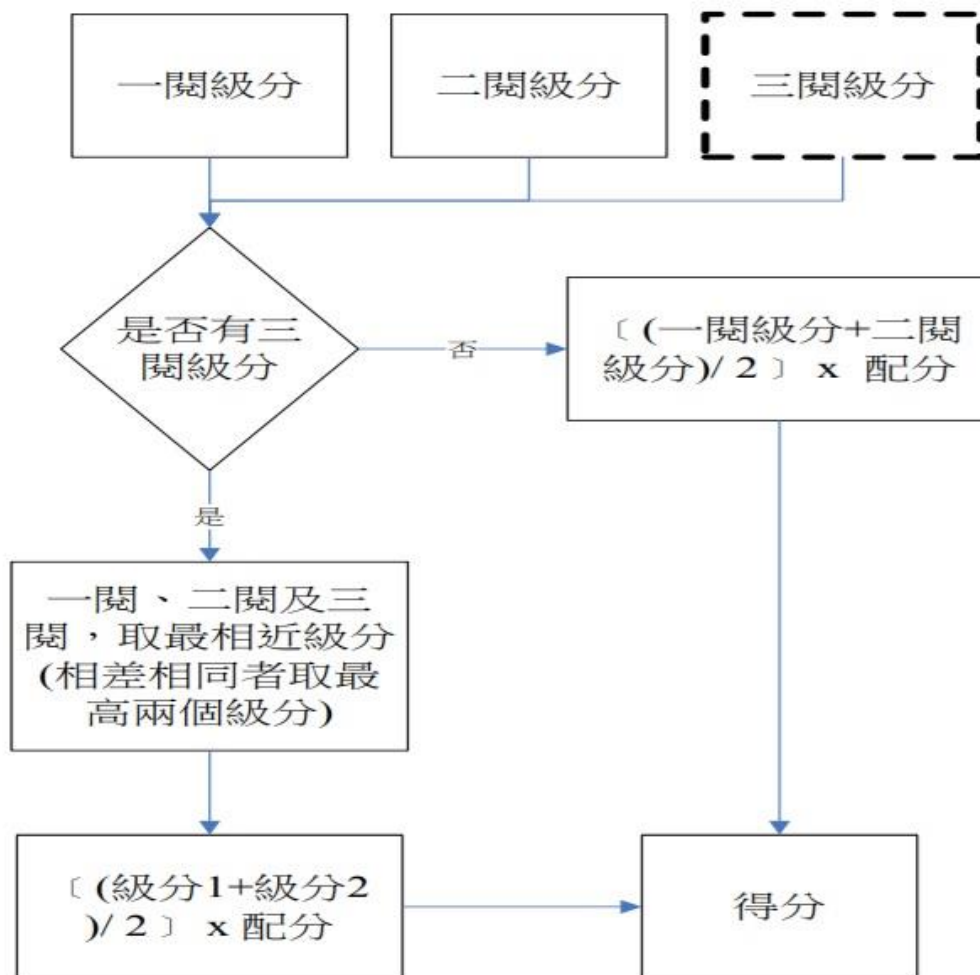 一閱級分
二閱級分
三閱級分
是否有三
閱級分
否
〔(一閱級分+二閱
級分)/ 2 〕 x 配分
是
一閱、二閱及三
閱，取最相近級分
(相差相同者取最
高兩個級分)
〔(級分1+級分2
)/ 2 〕 x 配分
得分